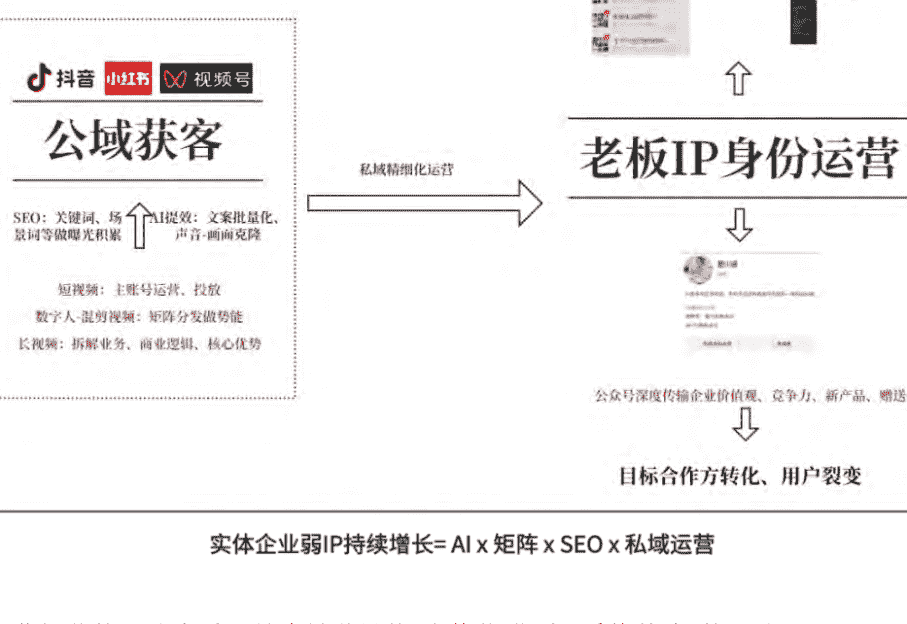 抖音 小红书 视频号
公域获客
SEO：关键词、场
景词等做曝光积累
AI提效：文案批量化、
声音-画面克隆
短视频：主账号运营、投放
数字人-混剪视频：矩阵分发做势能
长视频：拆解业务、商业逻辑、核心优势
私域精细化运营
老板IP身份运营
公众号深度传输企业价值观、竞争力、新产品、赠送
目标合作方转化、用户裂变
实体企业弱IP持续增长= AI x 矩阵 x SEO x 私域运营